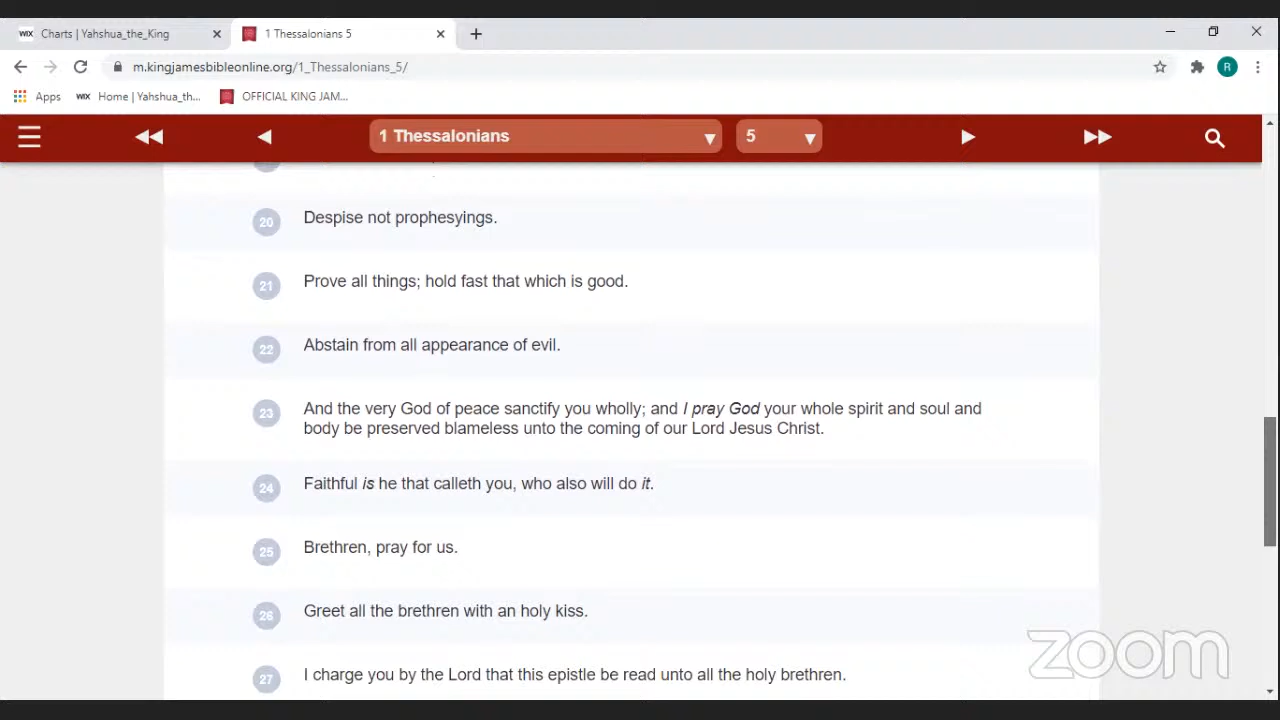 WIX Charts | Yahshua_the_King
1 Thessalonians 5
m.kingjamesbibleonline.org/1_Thessalonians_5/
R
Apps WIX Home | Yahshua_th... OFFICIAL KING JAM...
1 Thessalonians 5
20 Despise not prophesyings.
21 Prove all things; hold fast that which is good.
22 Abstain from all appearance of evil.
23 And the very God of peace sanctify you wholly; and I pray God your whole spirit and soul and
body be preserved blameless unto the coming of our Lord Jesus Christ.
24 Faithful is he that calleth you, who also will do it.
25 Brethren, pray for us.
26 Greet all the brethren with an holy kiss.
27 I charge you by the Lord that this epistle be read unto all the holy brethren.
zoom